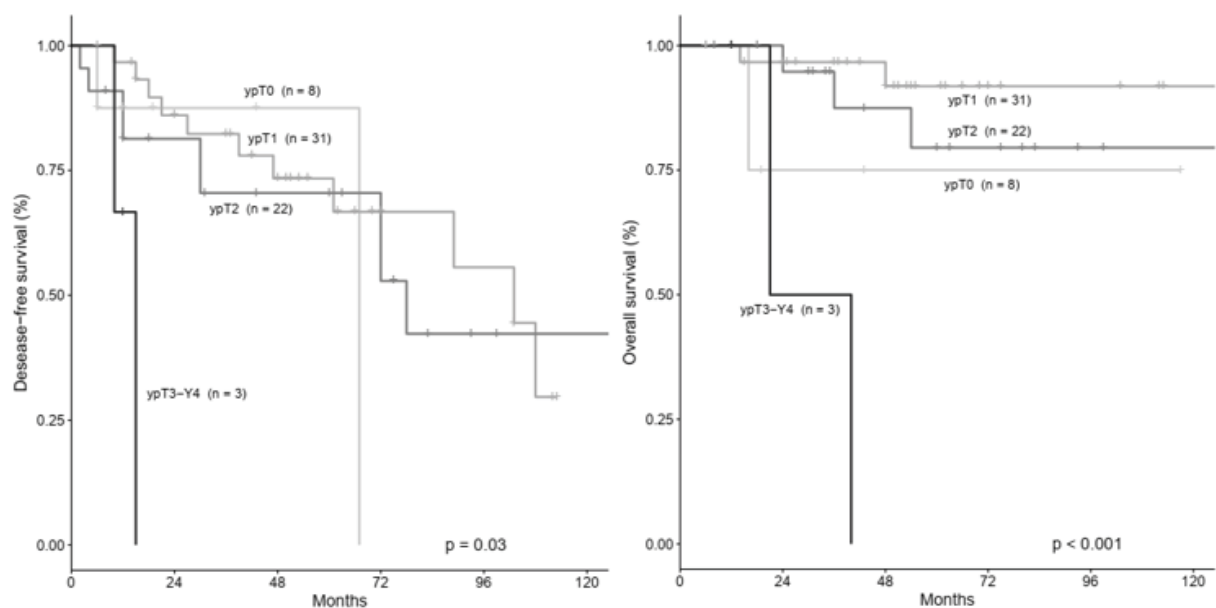 Desease-free survival (%)
1.00
0.75
0.50
0.25
0.00
ypT0 (n = 8)
ypT1 (n = 31)
ypT2 (n = 22)
ypT3-Y4 (n = 3)
p = 0.03
0 24 48 72 96 120
Months
Overall survival (%)
1.00
0.75
0.50
0.25
0.00
ypT1 (n = 31)
ypT2 (n = 22)
ypT0 (n = 8)
ypT3-Y4 (n = 3)
p < 0.001
0 24 48 72 96 120
Months